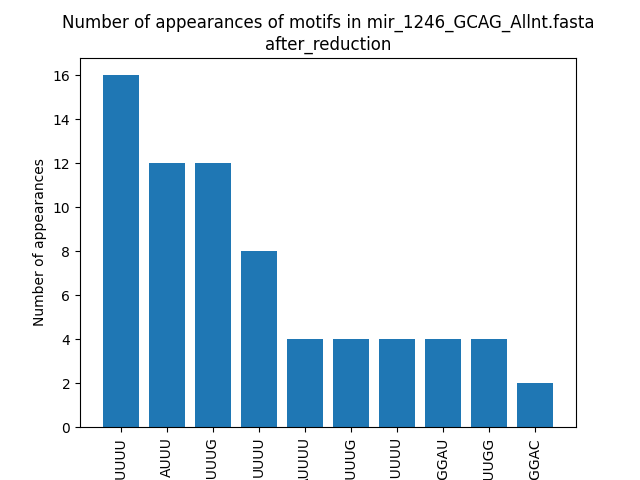 Number of appearances of motifs in mir_1246_GCAG_Allnt.fasta
after_reduction
Number of appearances
16
14
12
10
8
6
4
2
0
UUUU
AUUU
UUUG
UUUU
UUUU
UUUG
UUUU
GGAU
UUGG
GGAC